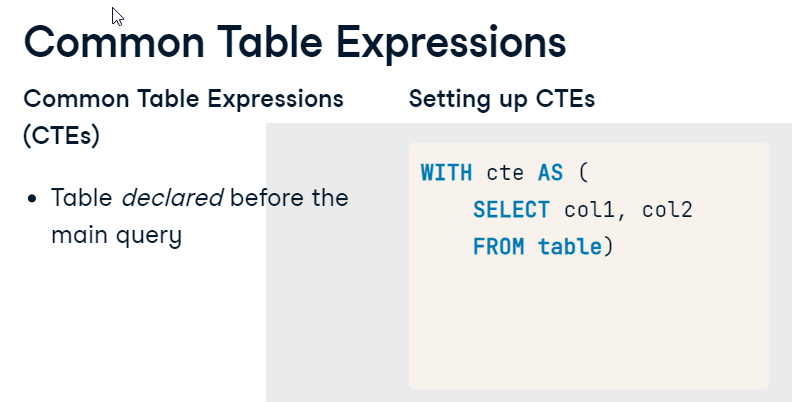 Common Table Expressions
Common Table Expressions
(CTEs)
• Table declared before the
main query
Setting up CTEs
WITH cte AS (
    SELECT col1, col2
    FROM table)